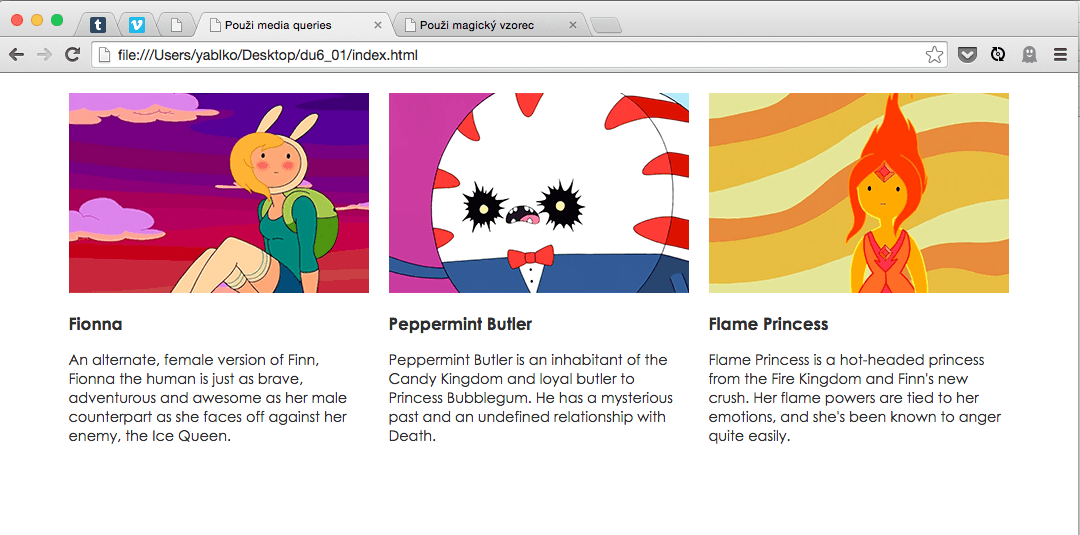 Použi media queries
Použi magický vzorec
file:///Users/yablko/Desktop/du6_01/index.html
Fionna
An alternate, female version of Finn,
Fionna the human is just as brave,
adventurous and awesome as her male
counterpart as she faces off against her
enemy, the Ice Queen.
Peppermint Butler
Peppermint Butler is an inhabitant of the
Candy Kingdom and loyal butler to
Princess Bubblegum. He has a mysterious
past and an undefined relationship with
Death.
Flame Princess
Flame Princess is a hot-headed princess
from the Fire Kingdom and Finn's new
crush. Her flame powers are tied to her
emotions, and she's been known to anger
quite easily.